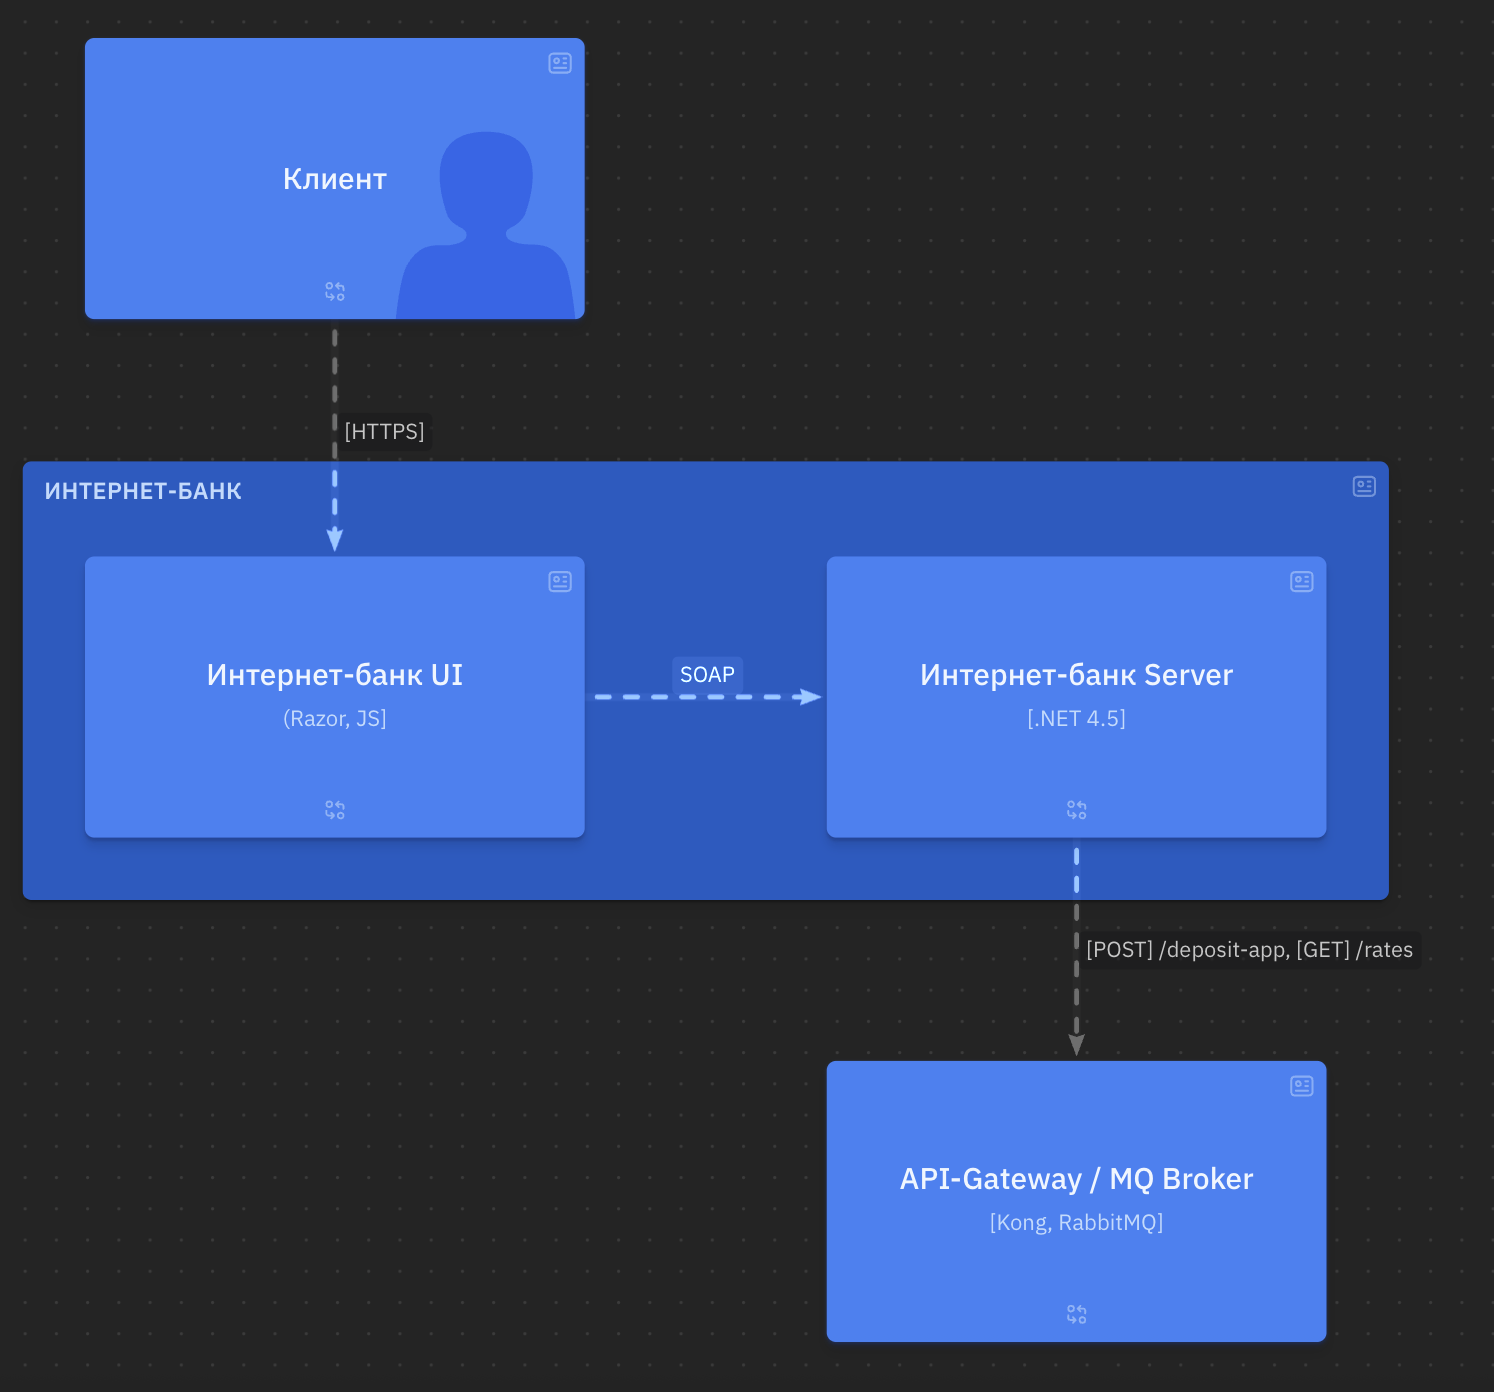 Клиент
[HTTPS]
ИНТЕРНЕТ-БАНК
Интернет-банк UI
(Razor, JS]
SOAP
Интернет-банк Server
[.NET 4.5]
[POST] /deposit-app, [GET] /rates
API-Gateway / MQ Broker
[Kong, RabbitMQ]